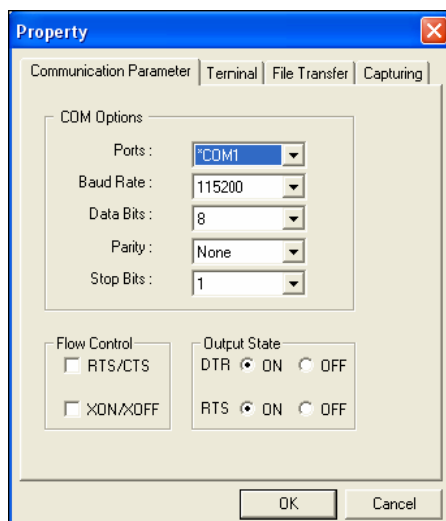 Property
Communication Parameter Terninal File Transfer Capturing
COM Options
Ports : *COM1
Baud Rate : 115200
Data Bits : 8
Parity : None
Stop Bits : 1
Flow Control
RTS/CTS
XON/XOFF
Output State
DTR ON OFF
RTS ON OFF
OK Cancel